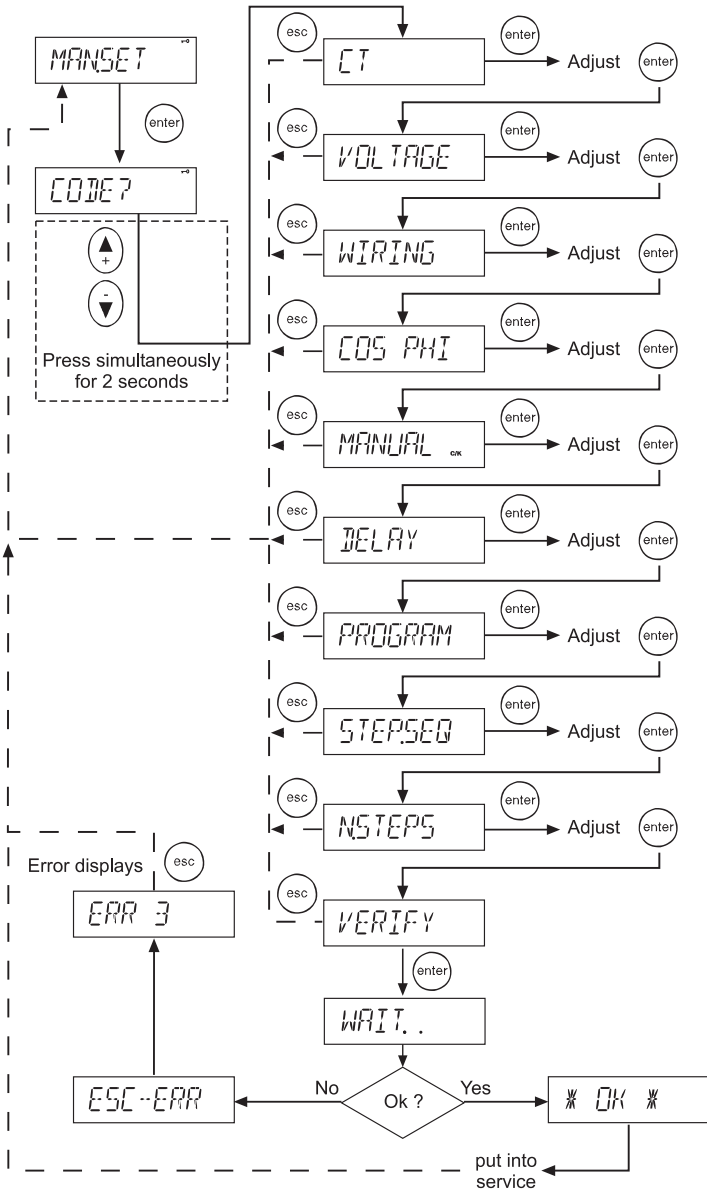 MAN.SET
enter
CODE?
+
-
Press simultaneously
for 2 seconds
esc
CT
enter
Adjust
enter
esc
VOLTAGE
enter
Adjust
enter
esc
WIRING
enter
Adjust
enter
esc
COS PHI
enter
Adjust
enter
esc
MANUAL C/K
enter
Adjust
enter
esc
DELAY
enter
Adjust
enter
esc
PROGRAM
enter
Adjust
enter
esc
STEP.SEQ
enter
Adjust
enter
esc
N.STEPS
enter
Adjust
enter
esc
VERIFY
enter
WAIT..
Ok ?
No
Yes
ESC-ERR
ERR 3
Error displays
esc
* OK *
put into
service